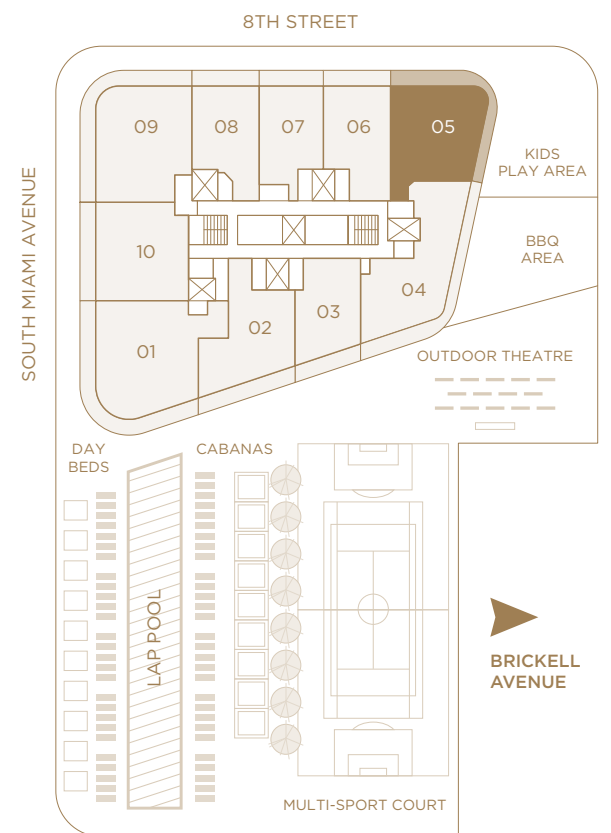 8TH STREET
SOUTH MIAMI AVENUE
09
08
07
06
05
KIDS
PLAY AREA
10
BBQ
AREA
04
03
02
01
OUTDOOR THEATRE
DAY
BEDS
CABANAS
LAP POOL
BRICKELL
AVENUE
MULTI-SPORT COURT